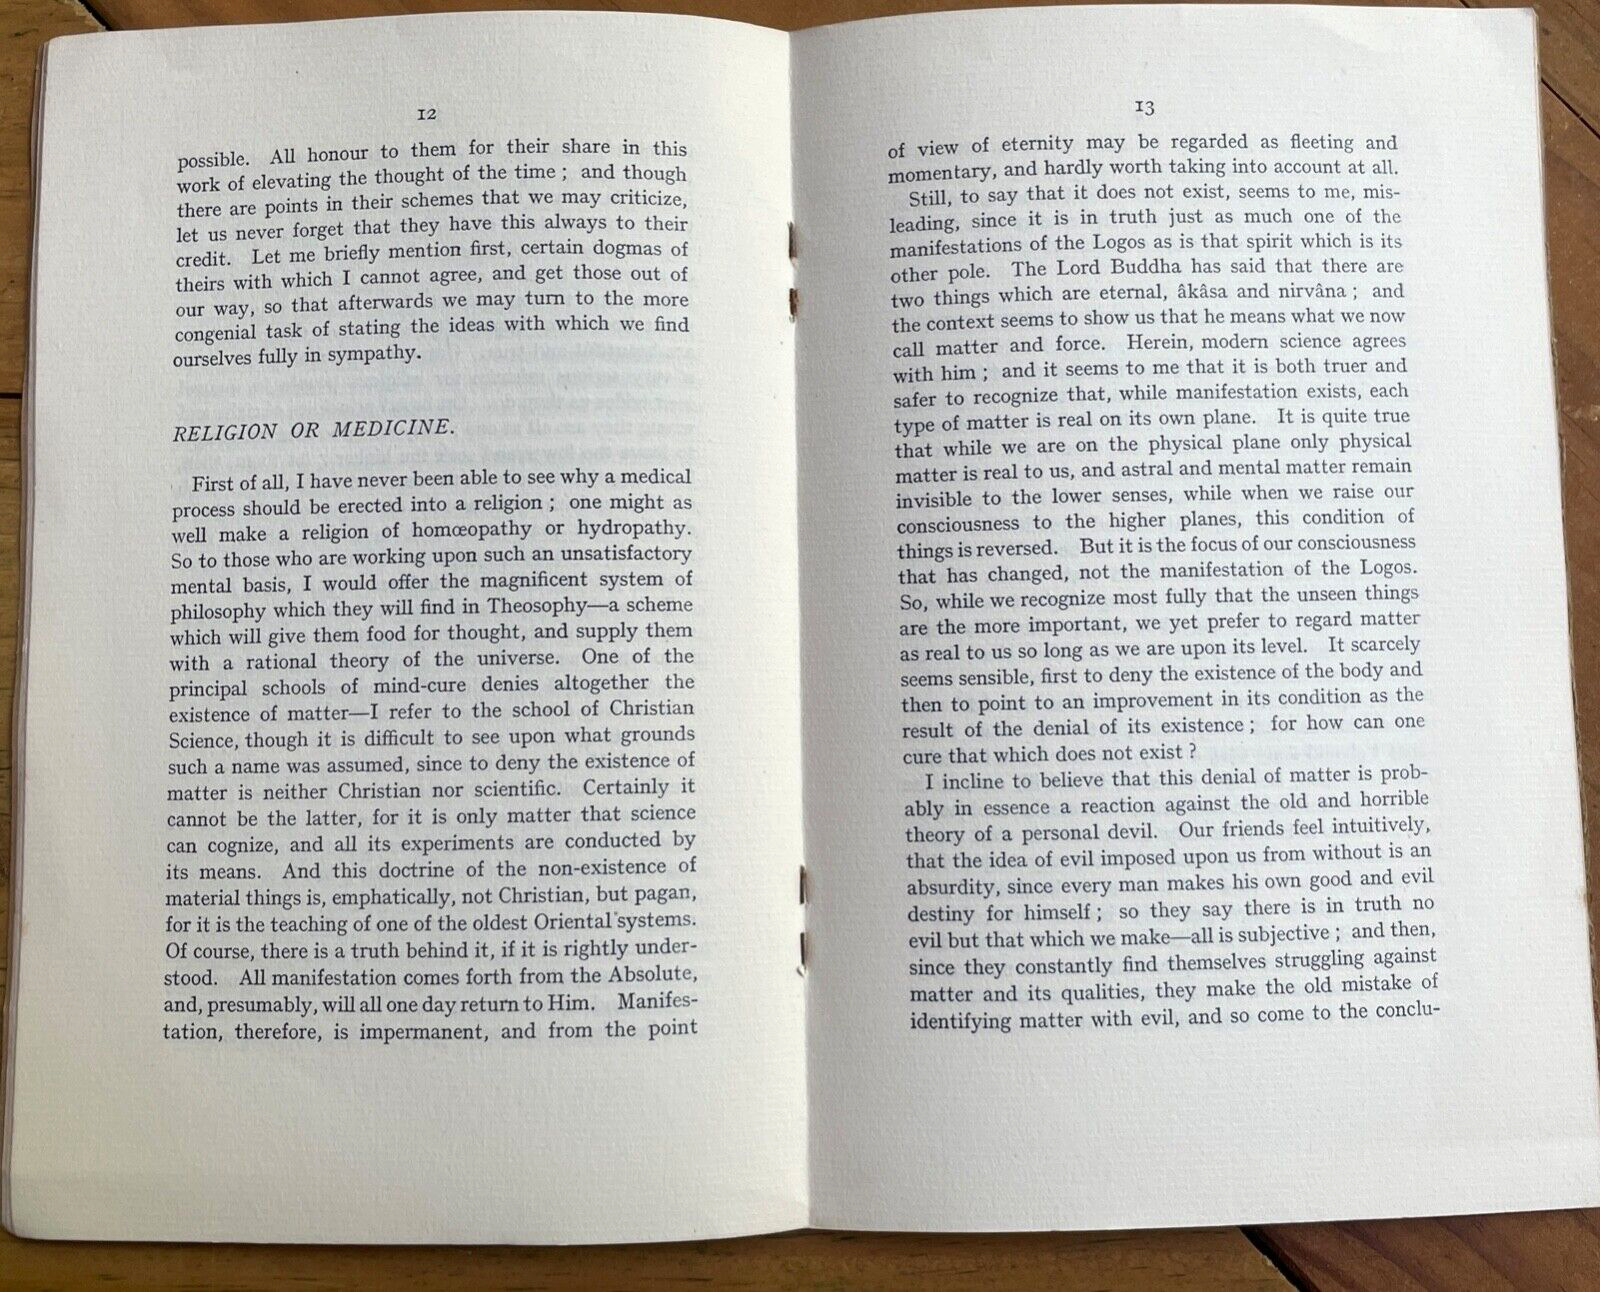 12
possible. All honour to them for their share in this
work of elevating the thought of the time ; and though
there are points in their schemes that we may criticize,
let us never forget that they have this always to their
credit. Let me briefly mention first, certain dogmas of
theirs with which I cannot agree, and get those out of
our way, so that afterwards we may turn to the more
congenial task of stating the ideas with which we find
ourselves fully in sympathy.
RELIGION OR MEDICINE.
First of all, I have never been able to see why a medical
process should be erected into a religion ; one might as
well make a religion of homœopathy or hydropathy.
So to those who are working upon such an unsatisfactory
mental basis, I would offer the magnificent system of
philosophy which they will find in Theosophy—a scheme
which will give them food for thought, and supply them
with a rational theory of the universe. One of the
principal schools of mind-cure denies altogether the
existence of matter—I refer to the school of Christian
Science, though it is difficult to see upon what grounds
such a name was assumed, since to deny the existence of
matter is neither Christian nor scientific. Certainly it
cannot be the latter, for it is only matter that science
can cognize, and all its experiments are conducted by
its means. And this doctrine of the non-existence of
material things is, emphatically, not Christian, but pagan,
for it is the teaching of one of the oldest Oriental systems.
Of course, there is a truth behind it, if it is rightly under-
stood. All manifestation comes forth from the Absolute,
and, presumably, will all one day return to Him. Manifes-
tation, therefore, is impermanent, and from the point
13
of view of eternity may be regarded as fleeting and
momentary, and hardly worth taking into account at all.
Still, to say that it does not exist, seems to me, mis-
leading, since it is in truth just as much one of the
manifestations of the Logos as is that spirit which is its
other pole. The Lord Buddha has said that there are
two things which are eternal, âkâsa and nirvâna ; and
the context seems to show us that he means what we now
call matter and force. Herein, modern science agrees
with him ; and it seems to me that it is both truer and
safer to recognize that, while manifestation exists, each
type of matter is real on its own plane. It is quite true
that while we are on the physical plane only physical
matter is real to us, and astral and mental matter remain
invisible to the lower senses, while when we raise our
consciousness to the higher planes, this condition of
things is reversed. But it is the focus of our consciousness
that has changed, not the manifestation of the Logos.
So, while we recognize most fully that the unseen things
are the more important, we yet prefer to regard matter
as real to us so long as we are upon its level. It scarcely
seems sensible, first to deny the existence of the body and
then to point to an improvement in its condition as the
result of the denial of its existence ; for how can one
cure that which does not exist ?
I incline to believe that this denial of matter is prob-
ably in essence a reaction against the old and horrible
theory of a personal devil. Our friends feel intuitively,
that the idea of evil imposed upon us from without is an
absurdity, since every man makes his own good and evil
destiny for himself ; so they say there is in truth no
evil but that which we make—all is subjective ; and then,
since they constantly find themselves struggling against
matter and its qualities, they make the old mistake of
identifying matter with evil, and so come to the conclu-